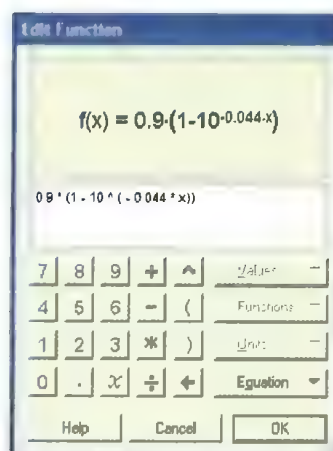 Edit Function
f(x) = 0.9·(1-10^-0.044·x)
0.9 * (1 - 10 ^ ( - 0.044 * x))
7 8 9 + ^ Values
4 5 6 - ( Functions
1 2 3 * ) Units
0 . x ÷ ← Equation
Help Cancel OK